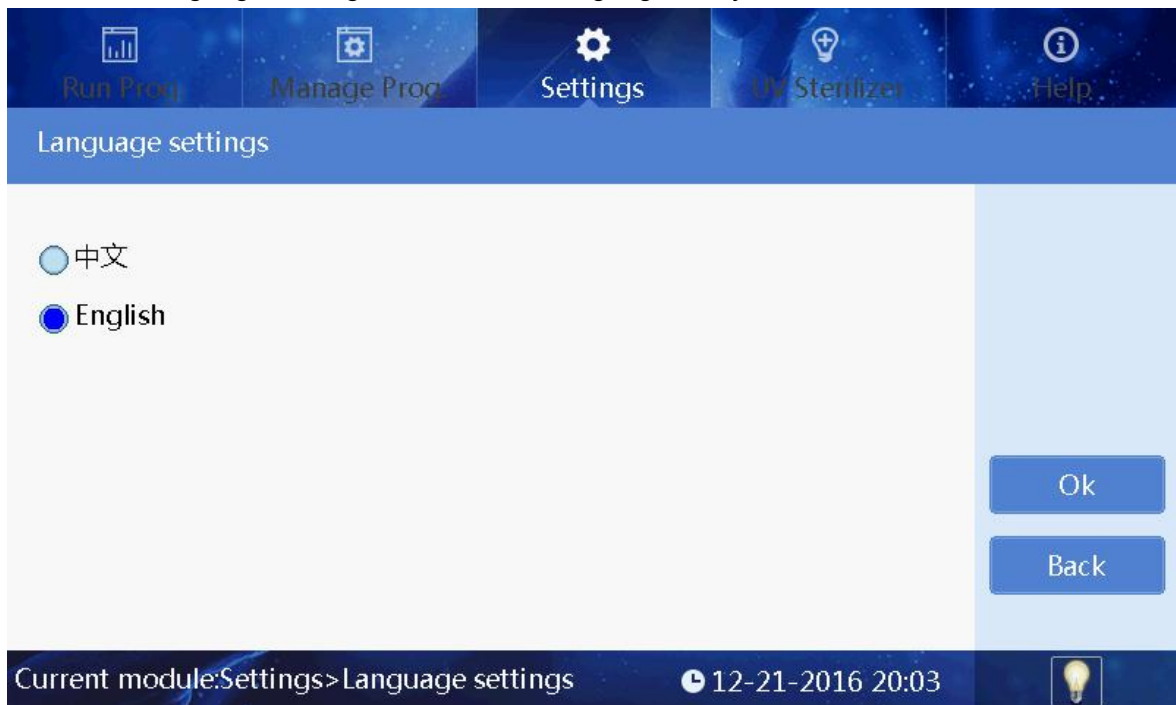 Run Prog.
Manage Prog.
Settings
UV Sterilizer
Help
Language settings
中文
English
Ok
Back
Current module:Settings>Language settings
12-21-2016 20:03